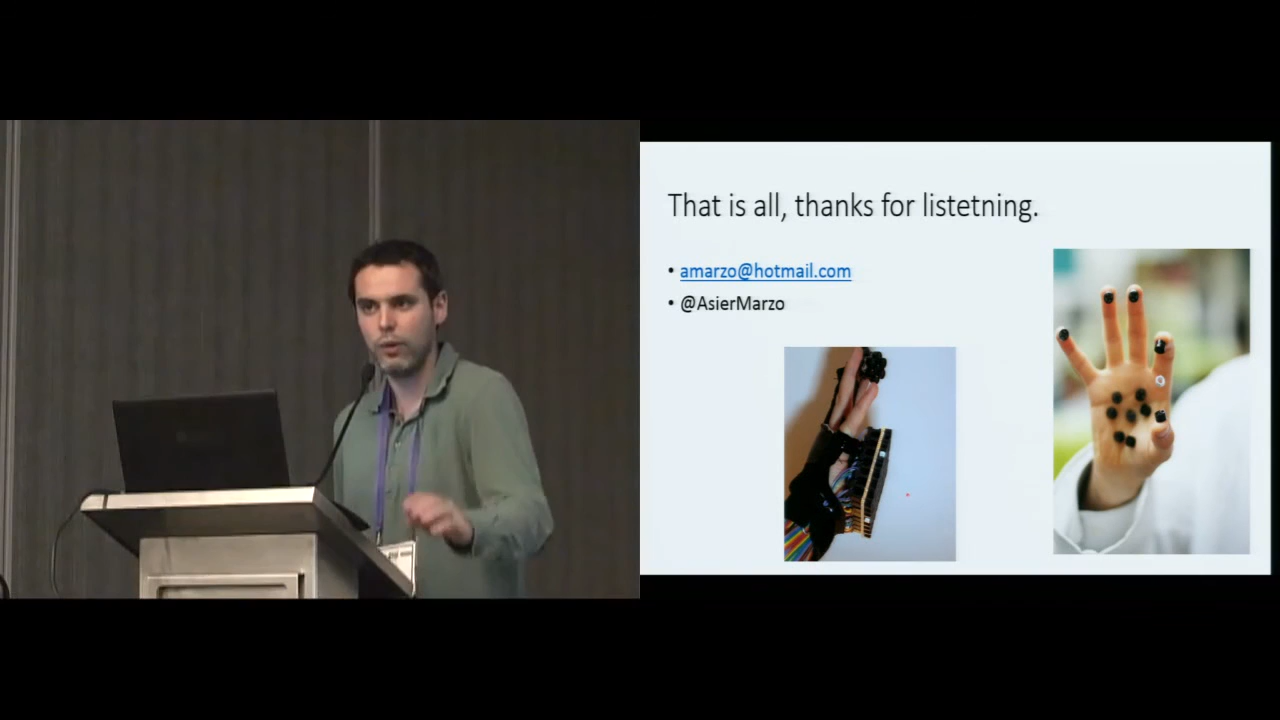 That is all, thanks for listetning.
• amarzo@hotmail.com
• @AsierMarzo